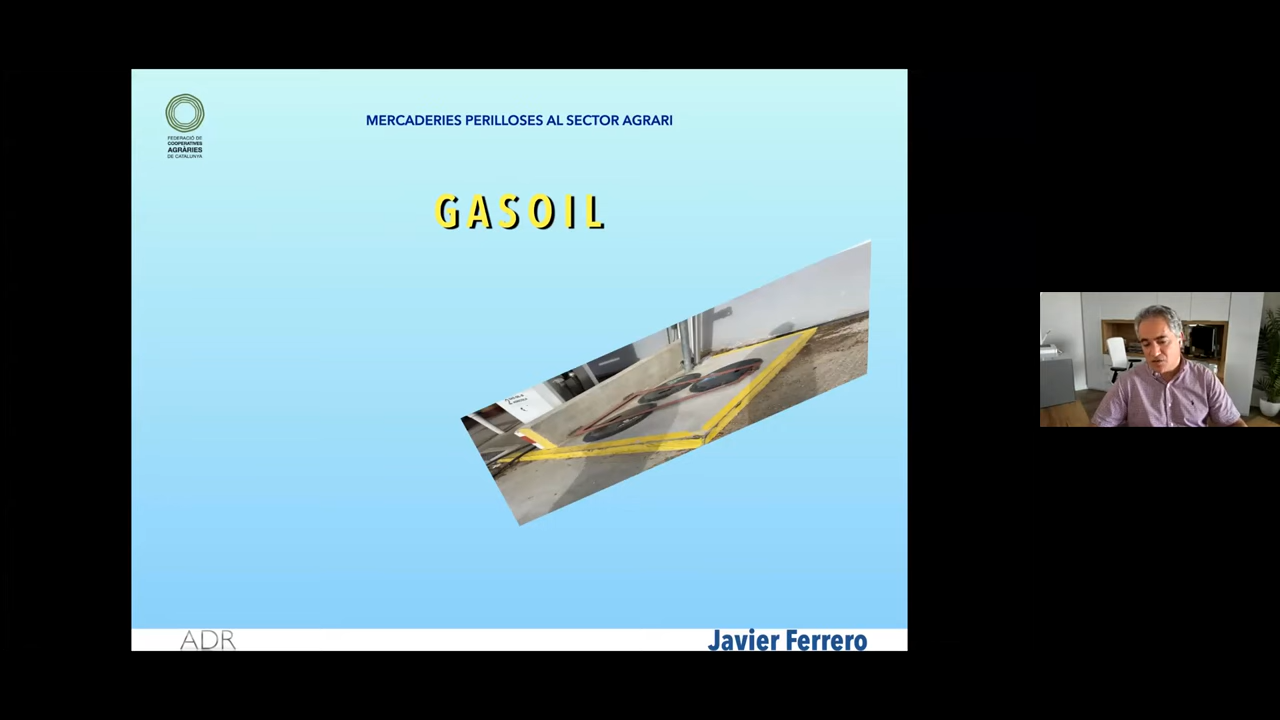 FEDERACIÓ DE
COOPERATIVES
AGRÀRIES
DE CATALUNYA
MERCADERIES PERILLOSES AL SECTOR AGRARI
GASOIL
ADR
Javier Ferrero